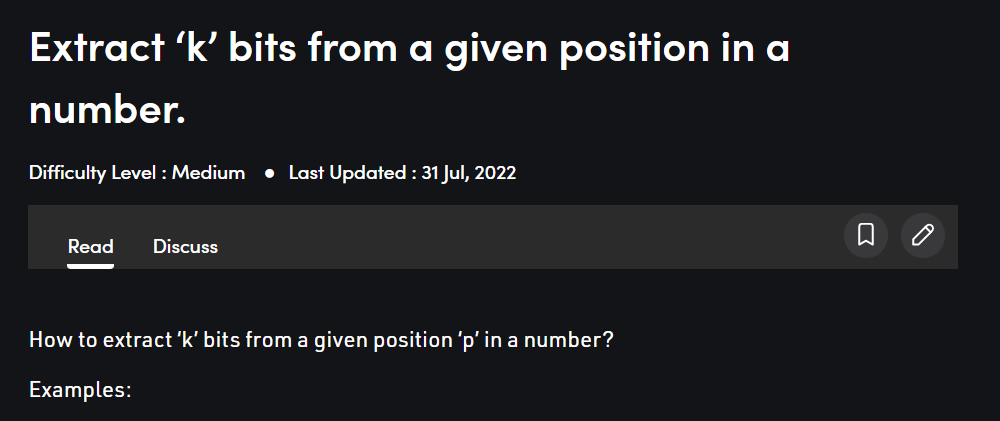 Extract ‘k’ bits from a given position in a
number.
Difficulty Level : Medium ● Last Updated : 31 Jul, 2022
Read Discuss
How to extract ‘k’ bits from a given position ‘p’ in a number?
Examples: